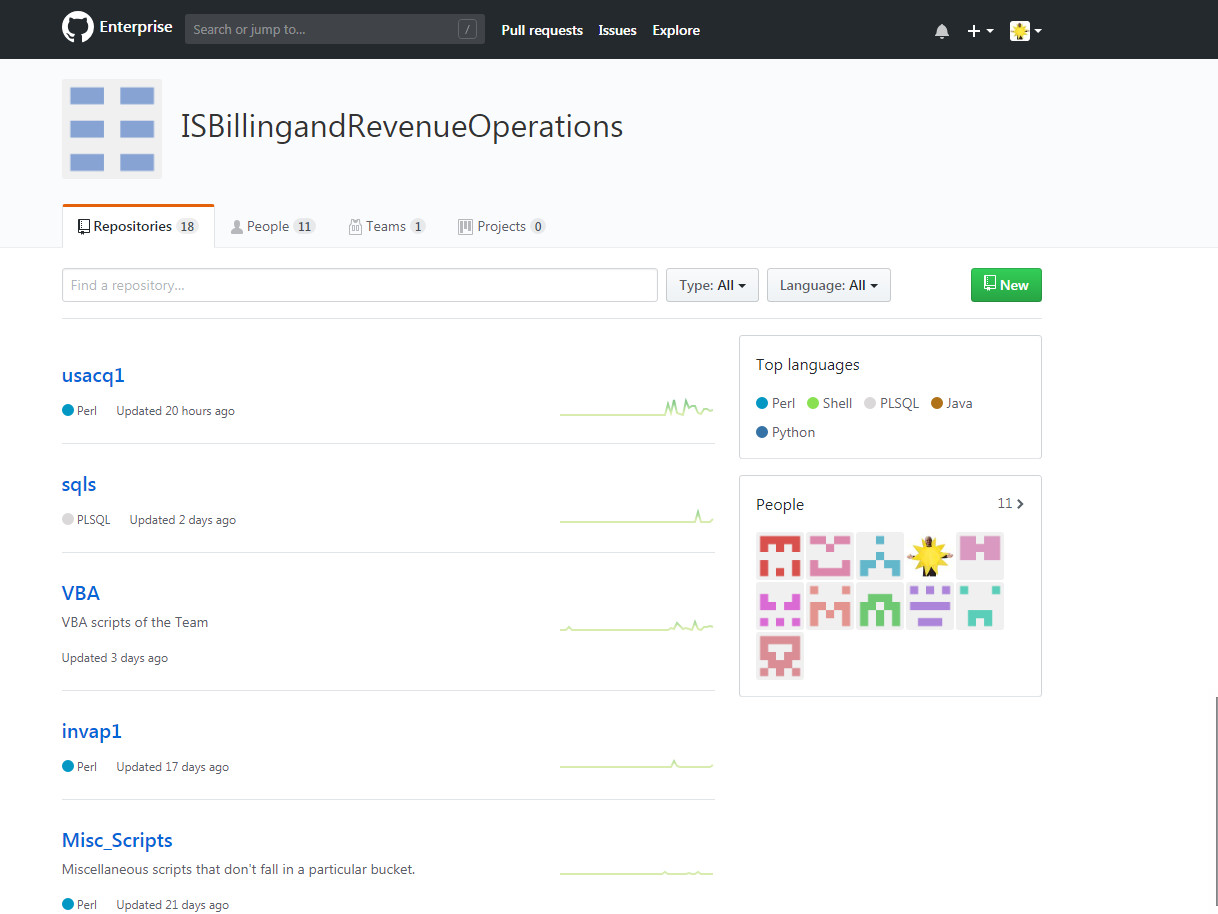 Enterprise Search or jump to... / Pull requests Issues Explore
ISBillingandRevenueOperations
Repositories 18 People 11 Teams 1 Projects 0
Find a repository... Type: All Language: All New
usacq1
Perl Updated 20 hours ago
sqls
PLSQL Updated 2 days ago
VBA
VBA scripts of the Team
Updated 3 days ago
invap1
Perl Updated 17 days ago
Misc_Scripts
Miscellaneous scripts that don't fall in a particular bucket.
Perl Updated 21 days ago
Top languages
Perl Shell PLSQL Java
Python
People 11